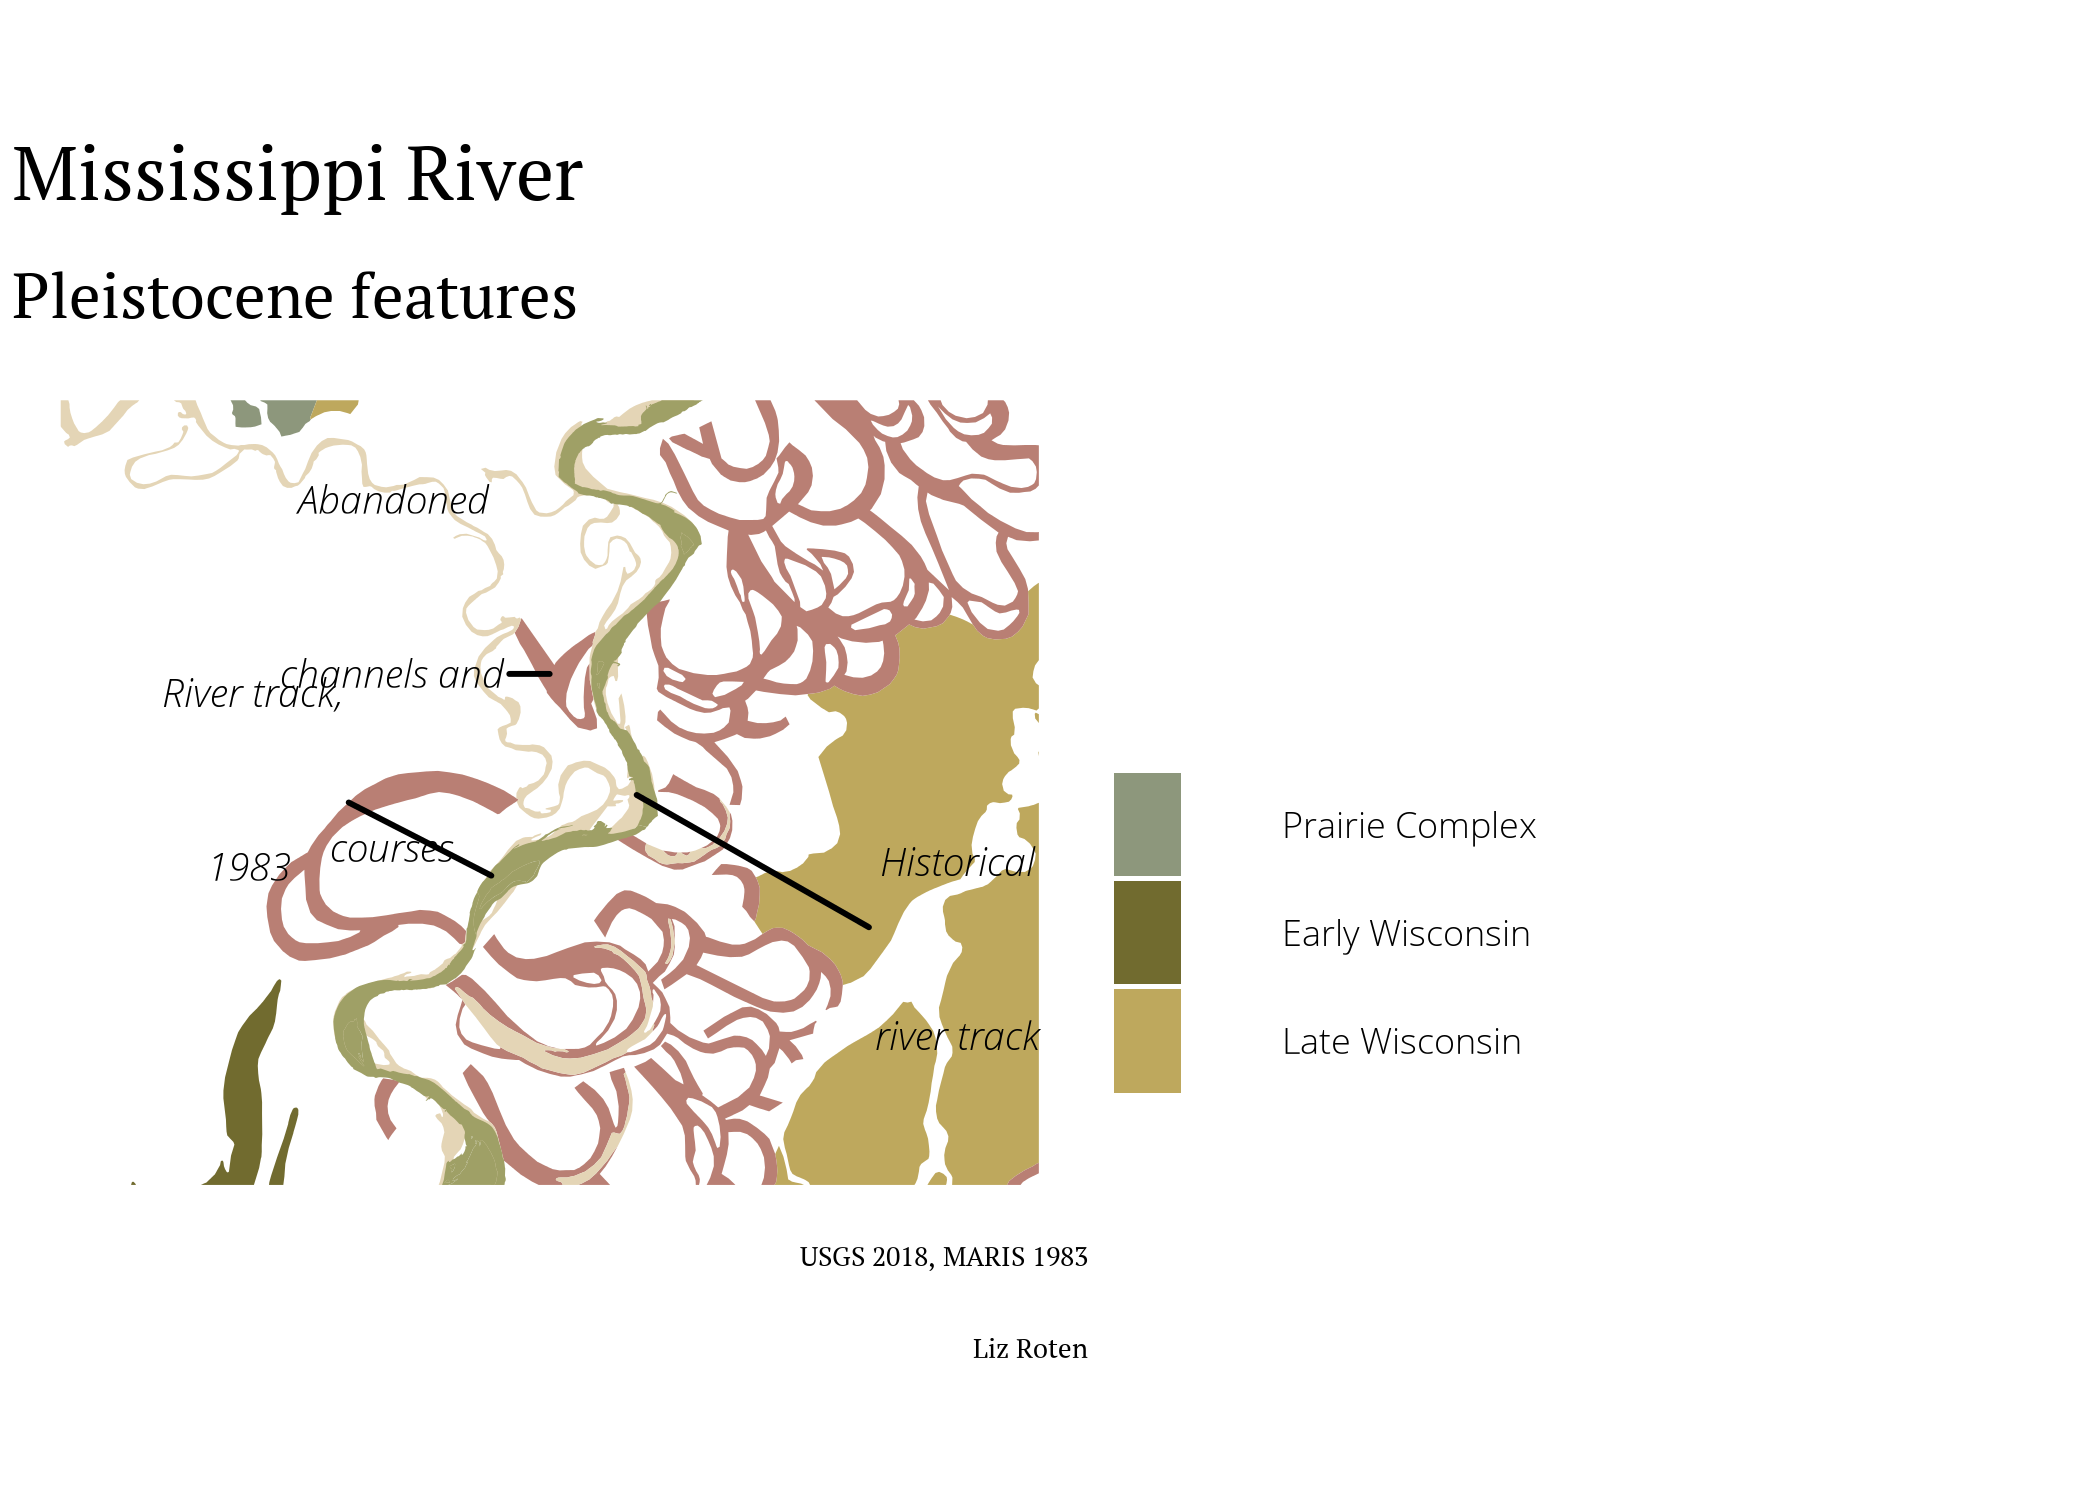 Mississippi River
Pleistocene features
Abandoned
channels and
courses
River track,
1983
Historical
river track
Prairie Complex
Early Wisconsin
Late Wisconsin
USGS 2018, MARIS 1983
Liz Roten